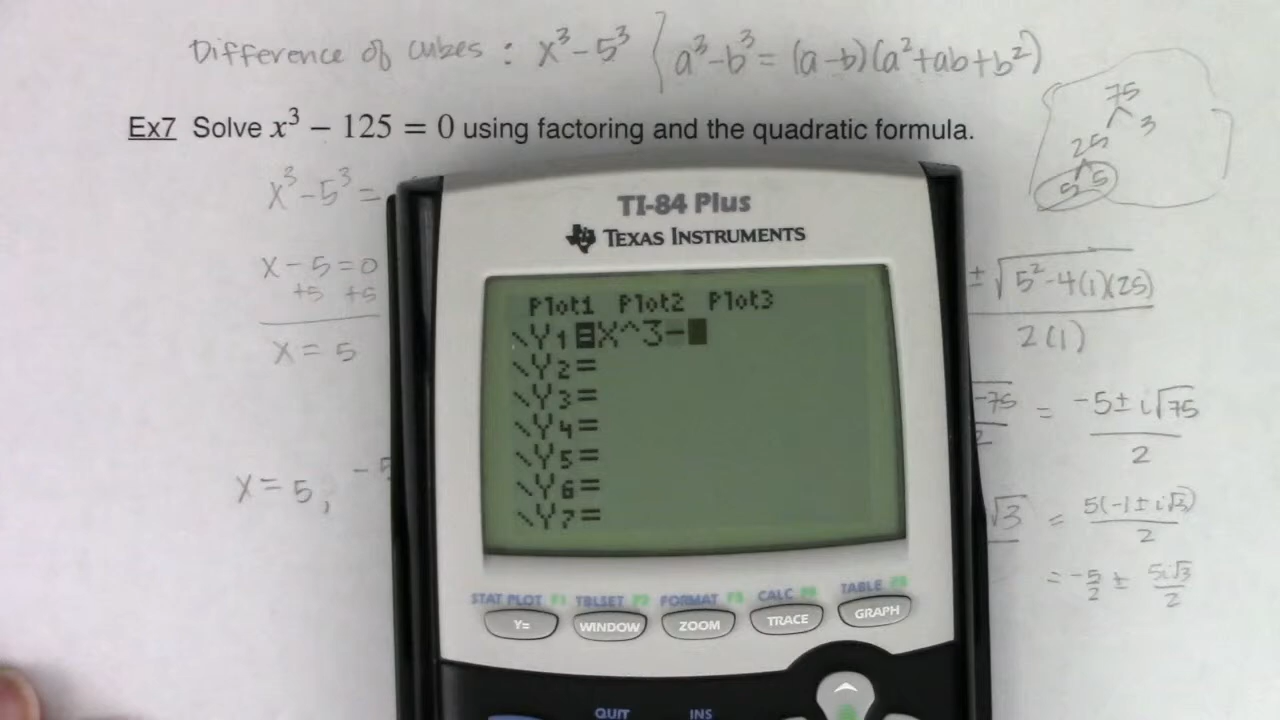 Difference of cubes : x³ - 5³ { a³ - b³ = (a - b)(a² + ab + b²)
75
3
25
5 5
Ex7 Solve x³ − 125 = 0 using factoring and the quadratic formula.
x³ - 5³ =
x - 5 = 0
+5 +5
x = 5
x = 5, -5
TI-84 Plus
TEXAS INSTRUMENTS
Plot1 Plot2 Plot3
\Y1=X^3-
\Y2=
\Y3=
\Y4=
\Y5=
\Y6=
\Y7=
STAT PLOT F1 TBLSET F2 FORMAT F3 CALC F4 TABLE F5
Y= WINDOW ZOOM TRACE GRAPH
QUIT INS
± √5² - 4(1)(25)
2(1)
-75 = -5 ± i√75
2 2
√3 = 5(-1 ± i√3)
2
= -5/2 ± 5i√3/2